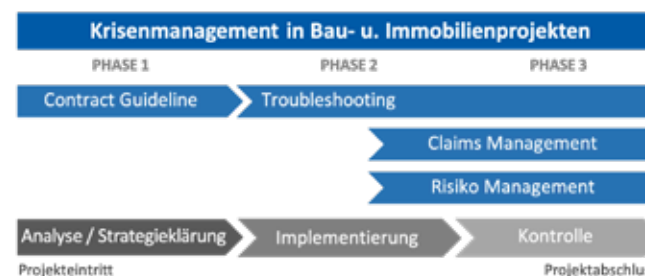 Krisenmanagement in Bau- u. Immobilienprojekten
PHASE 1 PHASE 2 PHASE 3
Contract Guideline Troubleshooting
Claims Management
Risiko Management
Analyse / Strategieklärung Implementierung Kontrolle
Projekteintritt Projektabschlu